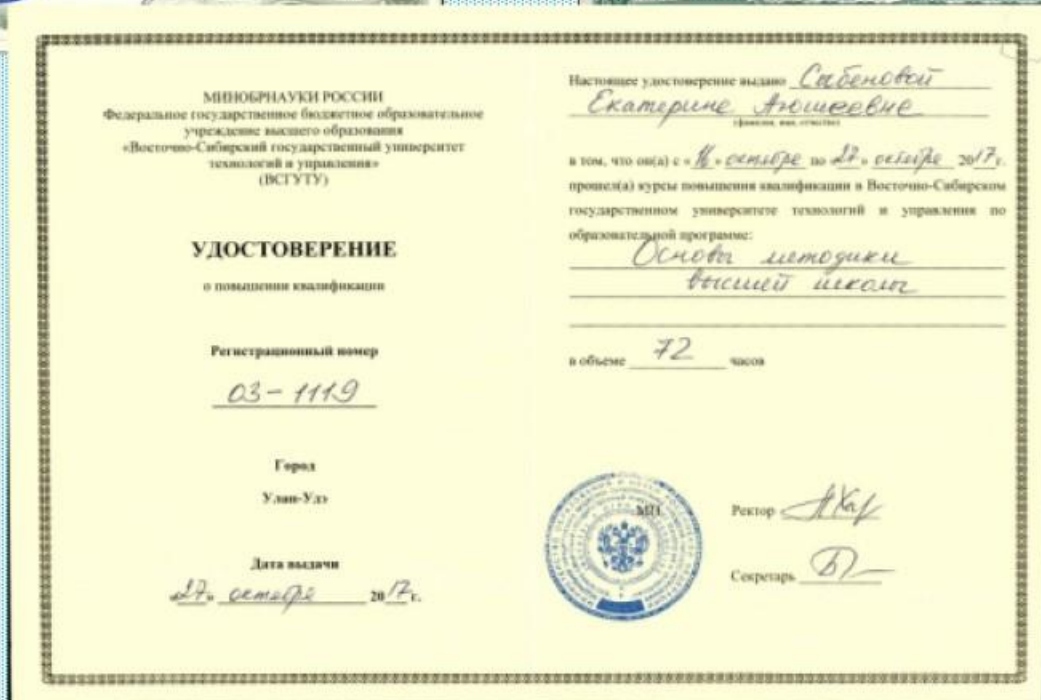 МИНОБРНАУКИ РОССИИ
Федеральное государственное бюджетное образовательное
учреждение высшего образования
«Восточно-Сибирский государственный университет
технологий и управления»
(ВСГУТУ)
УДОСТОВЕРЕНИЕ
о повышении квалификации
Регистрационный номер
03-1119
Город
Улан-Удэ
Дата выдачи
«27» октября 2017г.
Настоящее удостоверение выдано
Екатерине Аюшеевне
(фамилия, имя, отчество)
в том, что он(а) с «16» октября по «27» октября 2017г.
прошел(а) курсы повышения квалификации в Восточно-Сибирском
государственном университете технологий и управления по
образовательной программе:
Основы методики
высшей школы
в объеме 72 часов
МП
Ректор
Секретарь